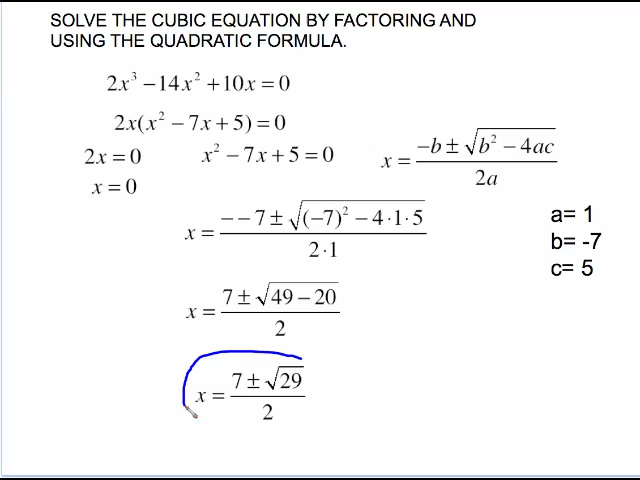 SOLVE THE CUBIC EQUATION BY FACTORING AND
USING THE QUADRATIC FORMULA.
2x³ −14x² +10x = 0
2x(x² − 7x + 5) = 0
2x = 0
x² − 7x + 5 = 0
x = (−b ± √(b² − 4ac)) / 2a
x = 0
x = (− − 7 ± √((−7)² − 4·1·5)) / 2·1
a= 1
b= -7
c= 5
x = (7 ± √(49 − 20)) / 2
x = (7 ± √29) / 2